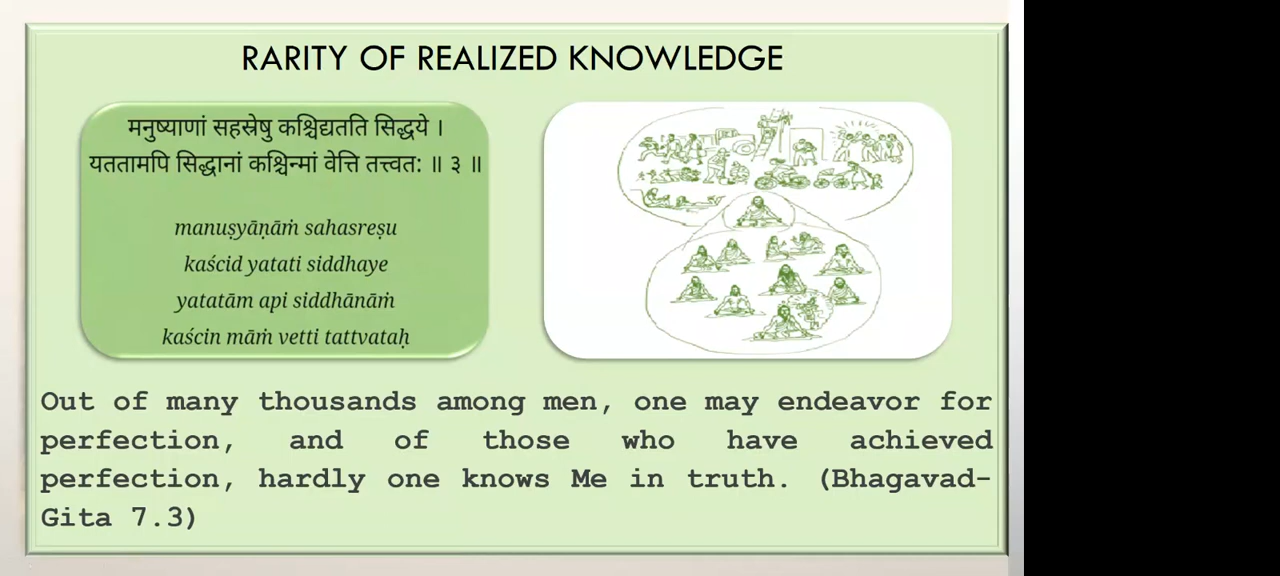 RARITY OF REALIZED KNOWLEDGE
मनुष्याणां सहस्रेषु कश्चिद्यतति सिद्धये ।
यततामपि सिद्धानां कश्चिन्मां वेत्ति तत्त्वत: ॥ ३ ॥
manuṣyāṇāṁ sahasreṣu
kaścid yatati siddhaye
yatatām api siddhānāṁ
kaścin māṁ vetti tattvataḥ
Out of many thousands among men, one may endeavor for
perfection, and of those who have achieved
perfection, hardly one knows Me in truth. (Bhagavad-
Gita 7.3)